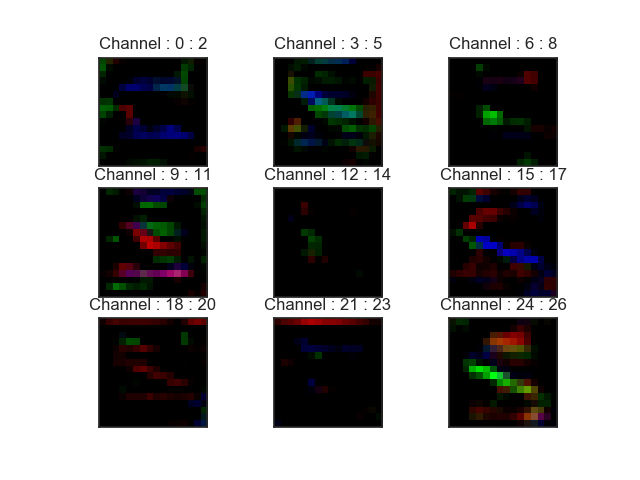 Channel : 0 : 2
Channel : 3 : 5
Channel : 6 : 8
Channel : 9 : 11
Channel : 12 : 14
Channel : 15 : 17
Channel : 18 : 20
Channel : 21 : 23
Channel : 24 : 26